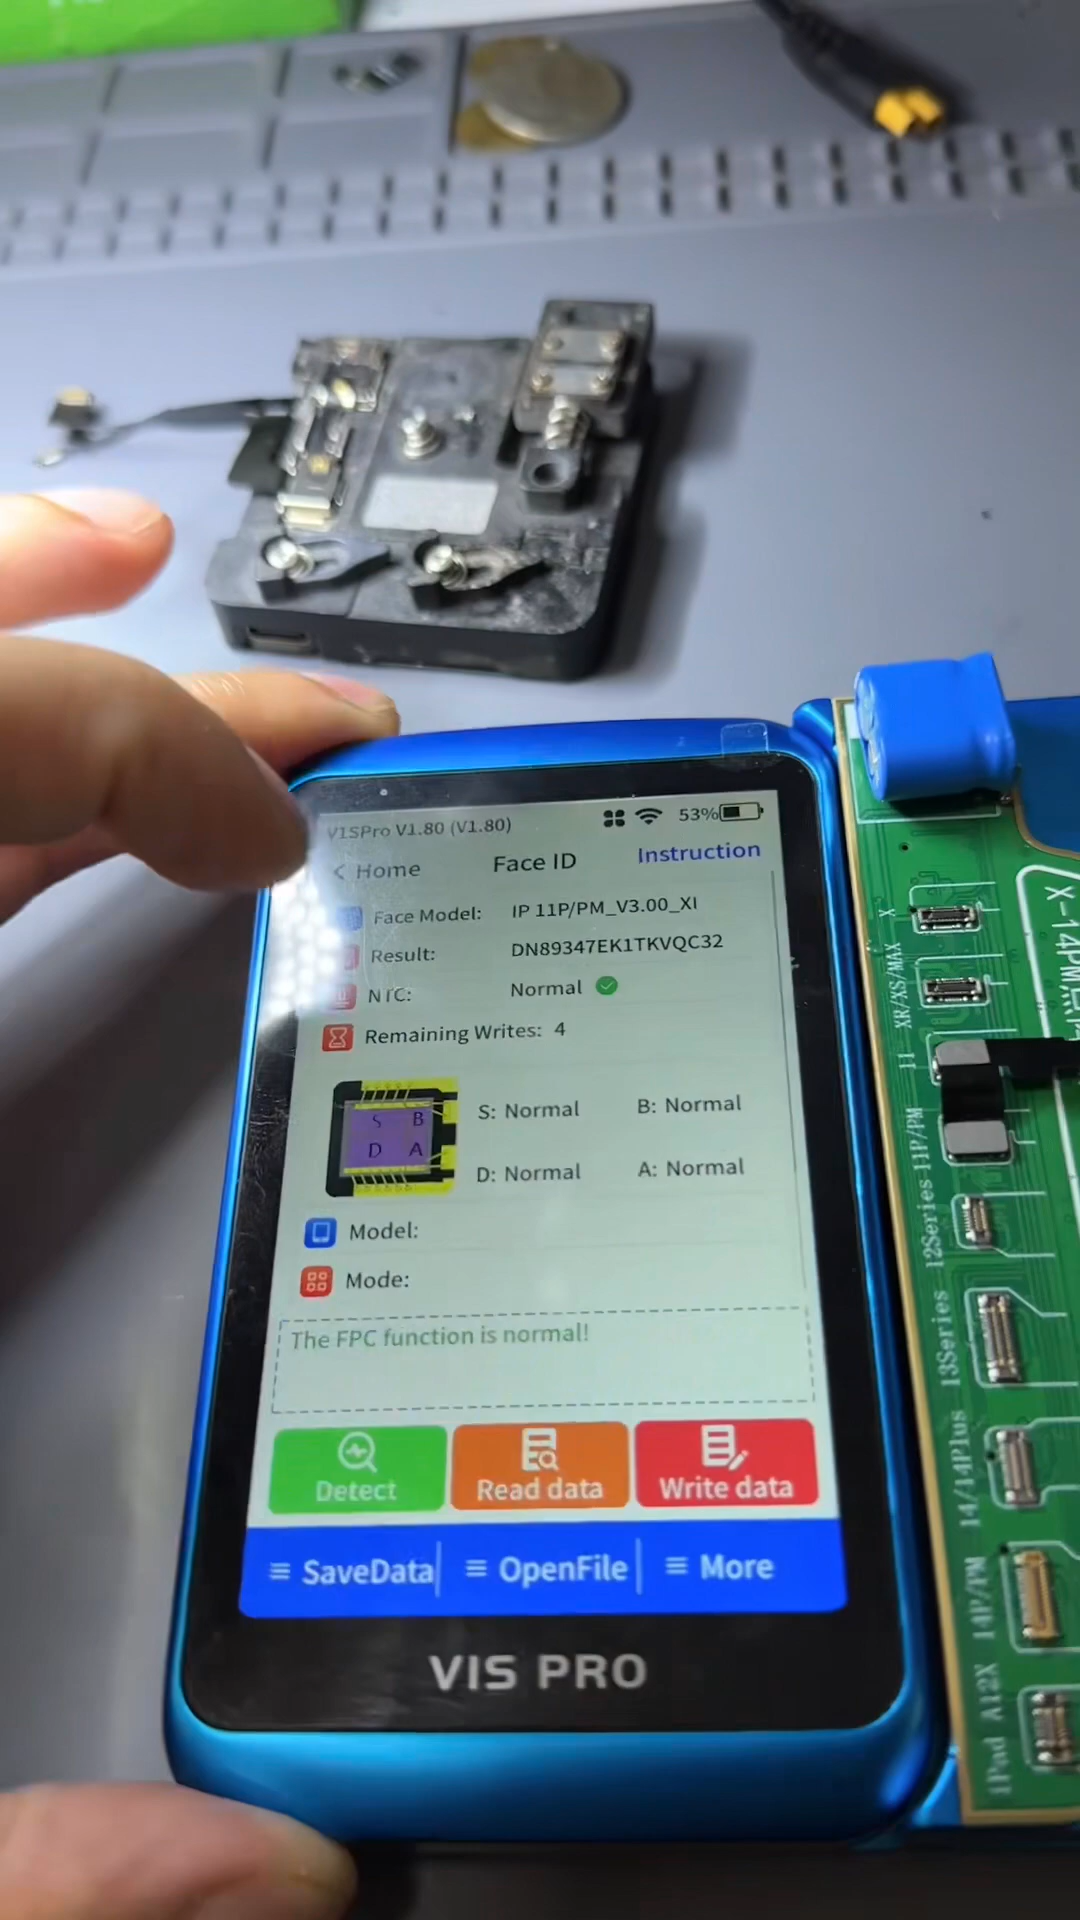 V1SPro V1.80 (V1.80)
53%
< Home
Face ID
Instruction
Face Model: IP 11P/PM_V3.00_XI
Result: DN89347EK1TKVQC32
NTC: Normal
Remaining Writes: 4
S B
D A
S: Normal B: Normal
D: Normal A: Normal
Model:
Mode:
The FPC function is normal!
Detect
Read data
Write data
≡ SaveData
≡ OpenFile
≡ More
VIS PRO
X
XR/XS/MAX
11
11P/PM
12Series
13Series
14/14Plus
14P/PM
iPad A12X
X-14PM